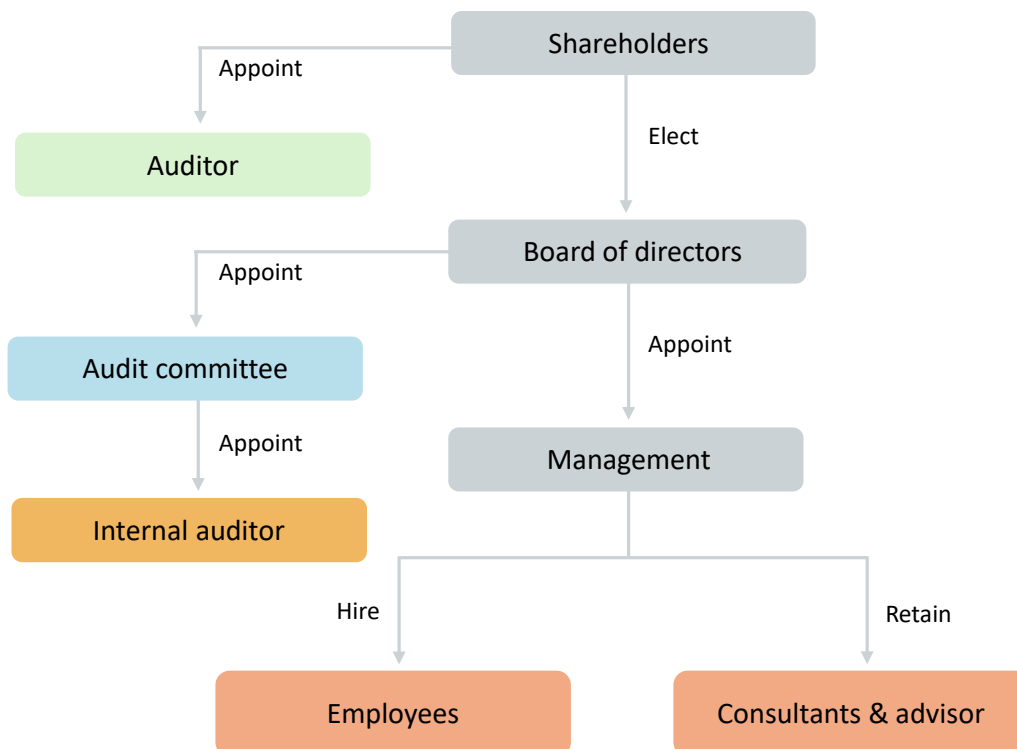 Shareholders
Appoint
Elect
Auditor
Board of directors
Appoint
Appoint
Audit committee
Appoint
Management
Internal auditor
Hire
Retain
Employees
Consultants & advisor